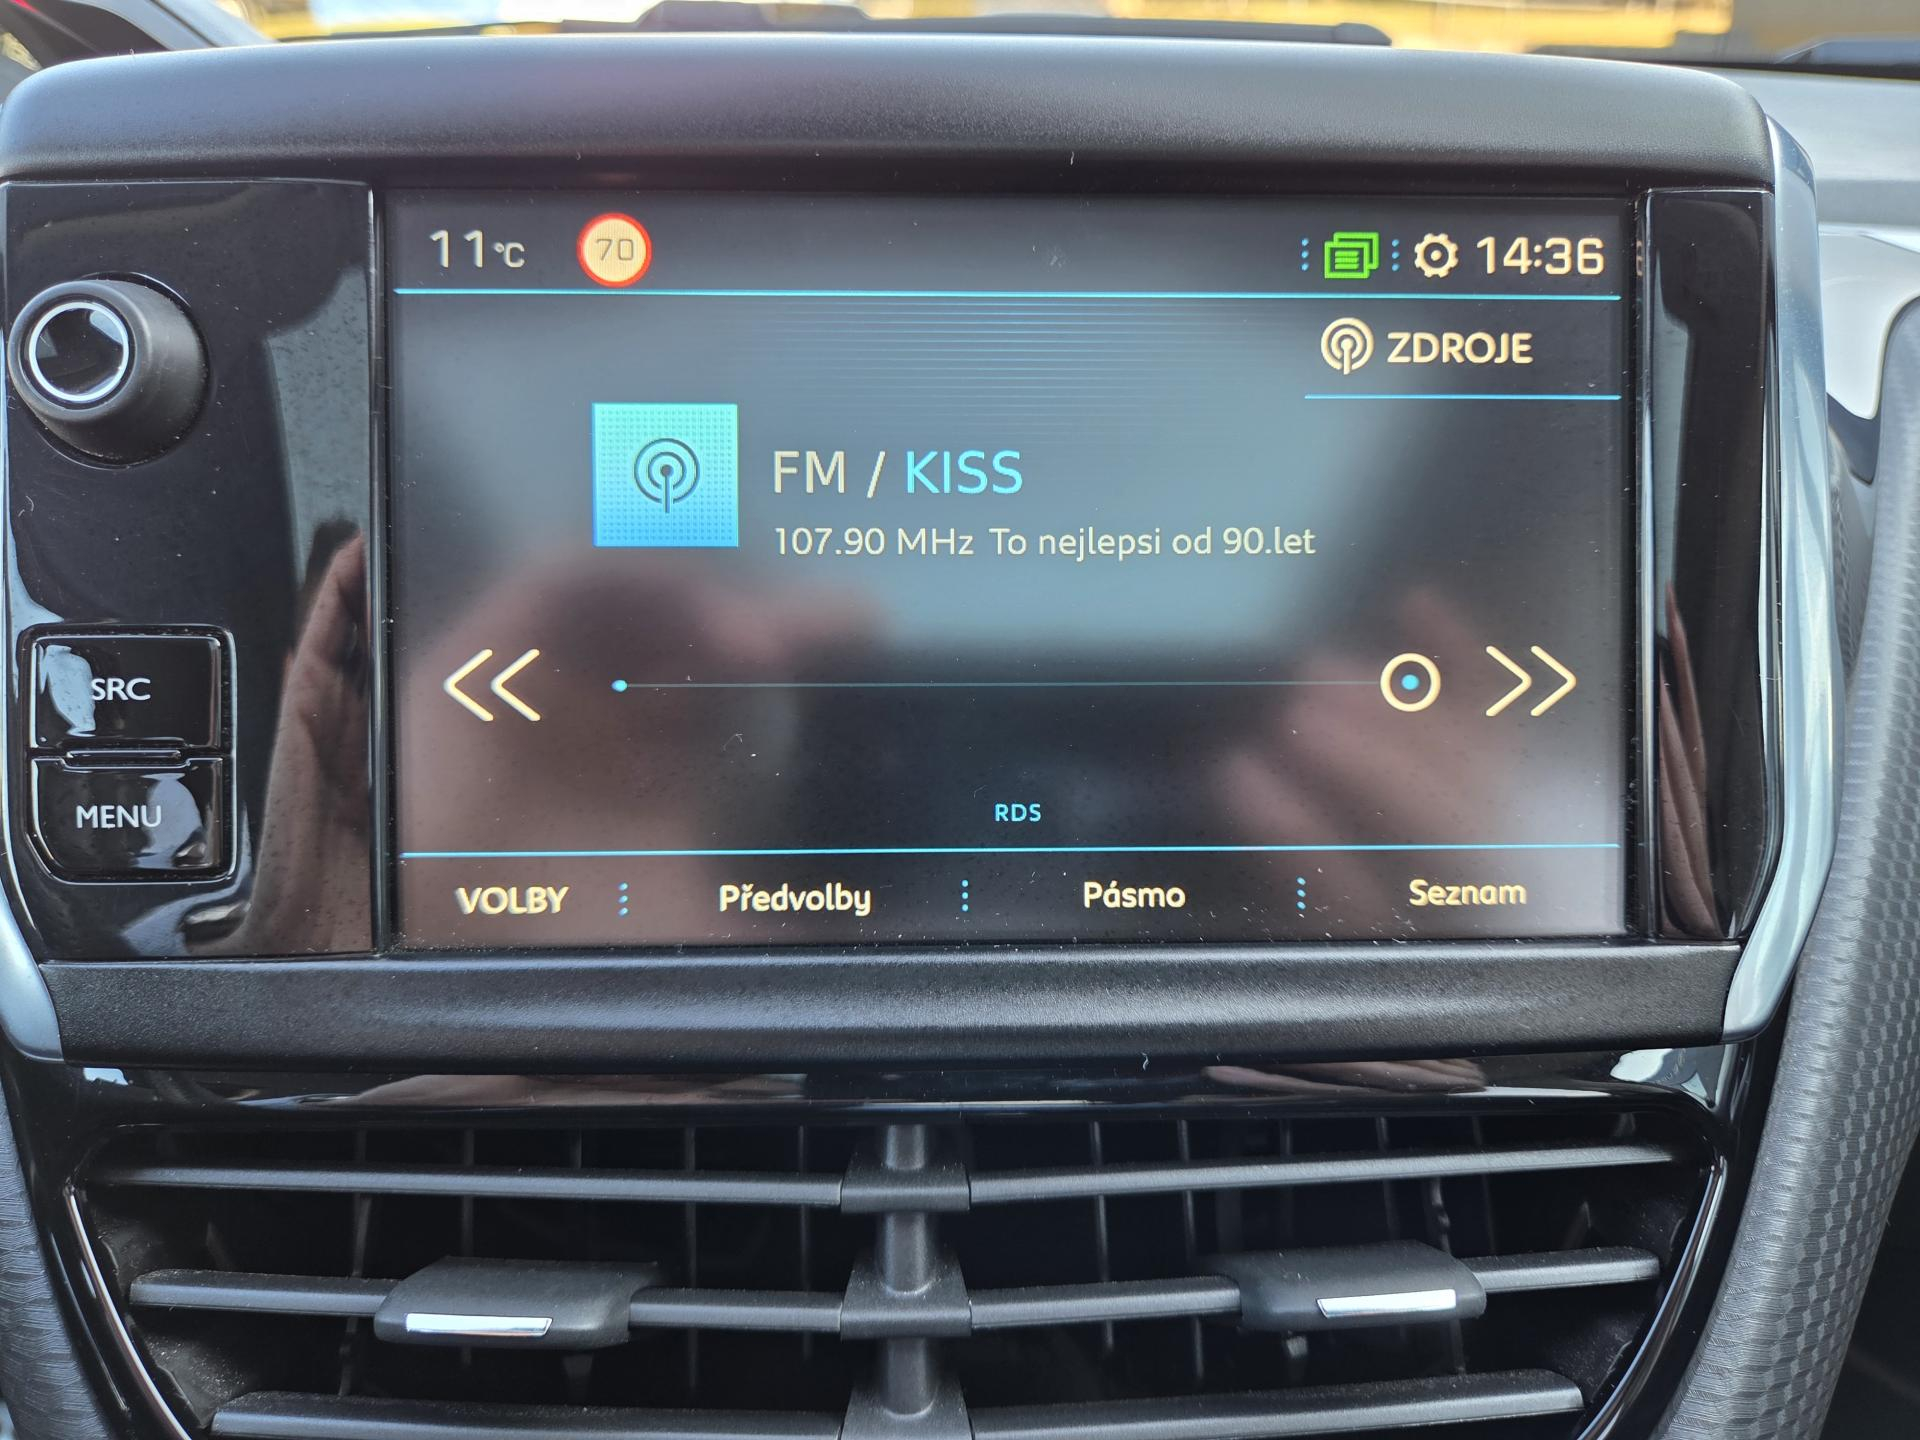 11°C 70 14:36
ZDROJE
FM / KISS
107.90 MHz To nejlepsi od 90.let
SRC
MENU
RDS
VOLBY Předvolby Pásmo Seznam